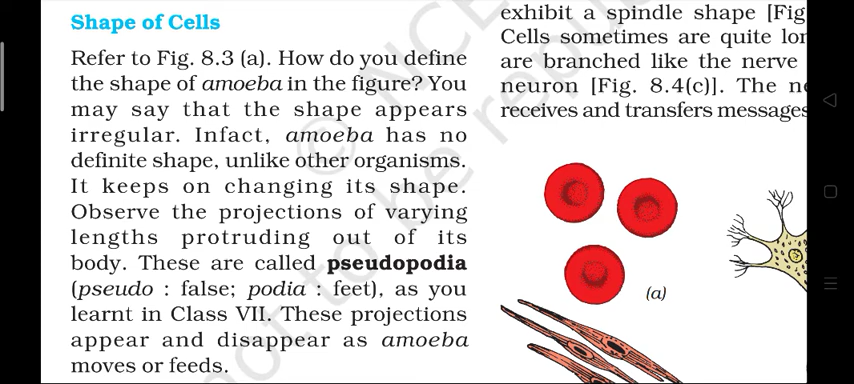 Shape of Cells
Refer to Fig. 8.3 (a). How do you define
the shape of amoeba in the figure? You
may say that the shape appears
irregular. Infact, amoeba has no
definite shape, unlike other organisms.
It keeps on changing its shape.
Observe the projections of varying
lengths protruding out of its
body. These are called pseudopodia
(pseudo : false; podia : feet), as you
learnt in Class VII. These projections
appear and disappear as amoeba
moves or feeds.
exhibit a spindle shape [Fig
Cells sometimes are quite
are branched like the nerve
neuron [Fig. 8.4(c)]. The
receives and transfers messages
(a)
© NC
not to be repu